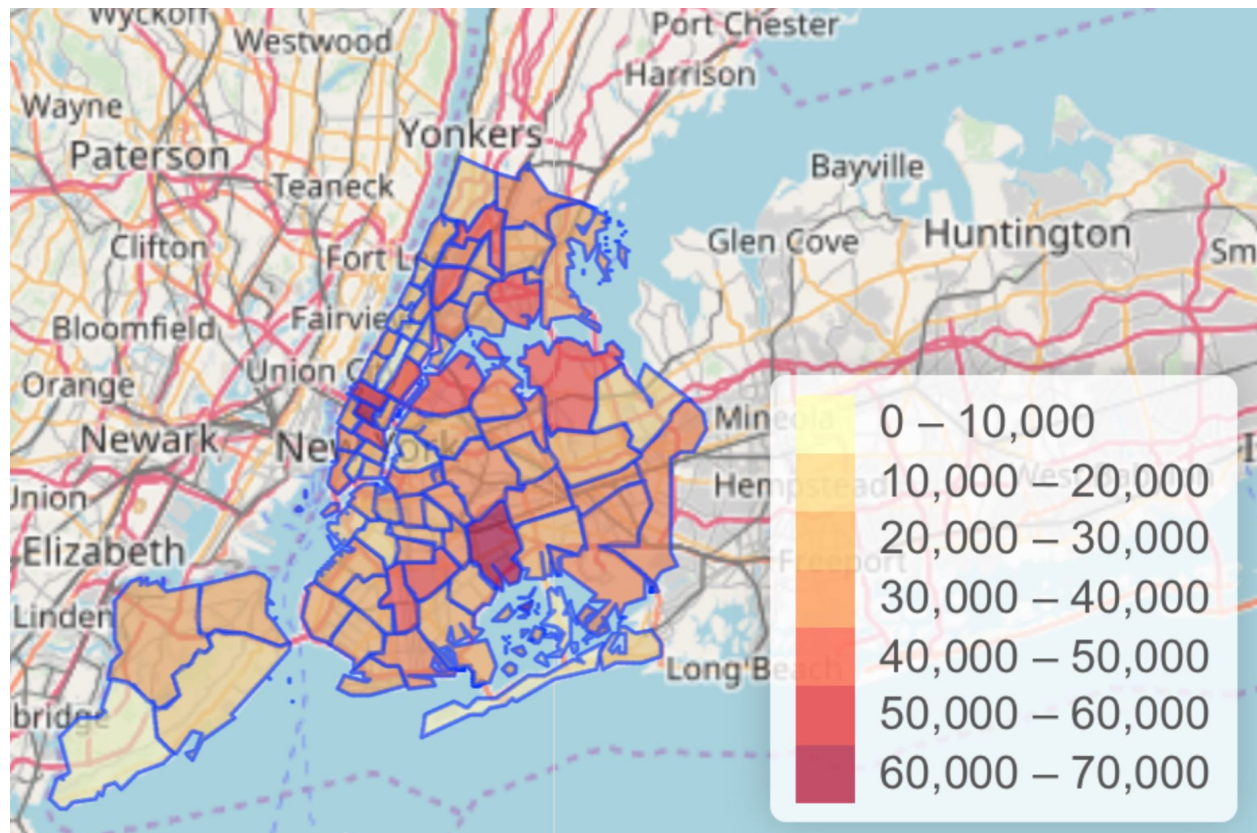 Wyckoff
Westwood
Port Chester
Harrison
Wayne
Yonkers
Paterson
Teaneck
Bayville
Clifton
Fort L
Glen Cove
Huntington
Sm
Bloomfield
Fairvie
Union C
Orange
Newark
New York
Mineola
Hempstead
West Babylon
Union
Elizabeth
Freeport
Linden
Long Beach
bridge
0 – 10,000
10,000 – 20,000
20,000 – 30,000
30,000 – 40,000
40,000 – 50,000
50,000 – 60,000
60,000 – 70,000